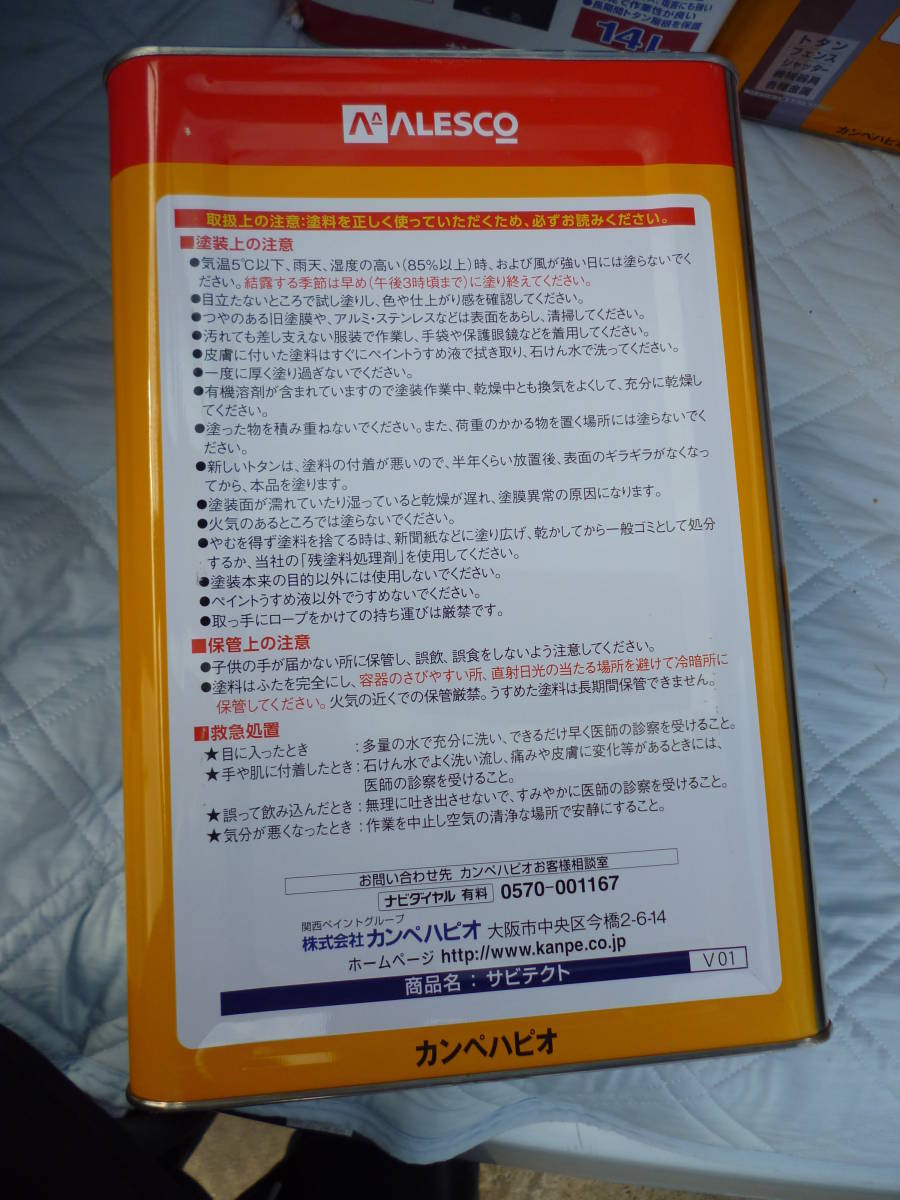 長期間トタン屋根を保護
14L
トタン
フェンス
シャッター
機械器具
各種金属
カンペハピオ
ALESCO
取扱上の注意:塗料を正しく使っていただくため、必ずお読みください。
■塗装上の注意
●気温5℃以下、雨天、湿度の高い(85%以上)時、および風が強い日には塗らないでく
ださい。結露する季節は早め(午後3時頃まで)に塗り終えてください。
●目立たないところで試し塗りし、色や仕上がり感を確認してください。
●つやのある旧塗膜や、アルミ・ステンレスなどは表面をあらし、清掃してください。
●汚れても差し支えない服装で作業し、手袋や保護眼鏡などを着用してください。
●皮膚に付いた塗料はすぐにペイントうすめ液で拭き取り、石けん水で洗ってください。
●一度に厚く塗り過ぎないでください。
●有機溶剤が含まれていますので塗装作業中、乾燥中とも換気をよくして、充分に乾燥し
てください。
●塗った物を積み重ねないでください。また、荷重のかかる物を置く場所には塗らないでく
ださい。
●新しいトタンは、塗料の付着が悪いので、半年くらい放置後、表面のギラギラがなくなっ
てから、本品を塗ります。
●塗装面が濡れていたり湿っていると乾燥が遅れ、塗膜異常の原因になります。
●火気のあるところでは塗らないでください。
●やむを得ず塗料を捨てる時は、新聞紙などに塗り広げ、乾かしてから一般ゴミとして処分
するか、当社の「残塗料処理剤」を使用してください。
●塗装本来の目的以外には使用しないでください。
●ペイントうすめ液以外でうすめないでください。
●取っ手にロープをかけての持ち運びは厳禁です。
■保管上の注意
●子供の手が届かない所に保管し、誤飲、誤食をしないよう注意してください。
●塗料はふたを完全にし、容器のさびやすい所、直射日光の当たる場所を避けて冷暗所に
保管してください。火気の近くでの保管厳禁。うすめた塗料は長期間保管できません。
■救急処置
★目に入ったとき :多量の水で充分に洗い、できるだけ早く医師の診察を受けること。
★手や肌に付着したとき:石けん水でよく洗い流し、痛みや皮膚に変化等があるときには、
医師の診察を受けること。
★誤って飲み込んだとき:無理に吐き出させないで、すみやかに医師の診察を受けること。
★気分が悪くなったとき:作業を中止し空気の清浄な場所で安静にすること。
お問い合わせ先 カンペハピオお客様相談室
ナビダイヤル 有料 0570-001167
関西ペイントグループ
株式会社カンペハピオ 大阪市中央区今橋2-6-14
ホームページ http://www.kanpe.co.jp
商品名:サビテクト V01
カンペハピオ